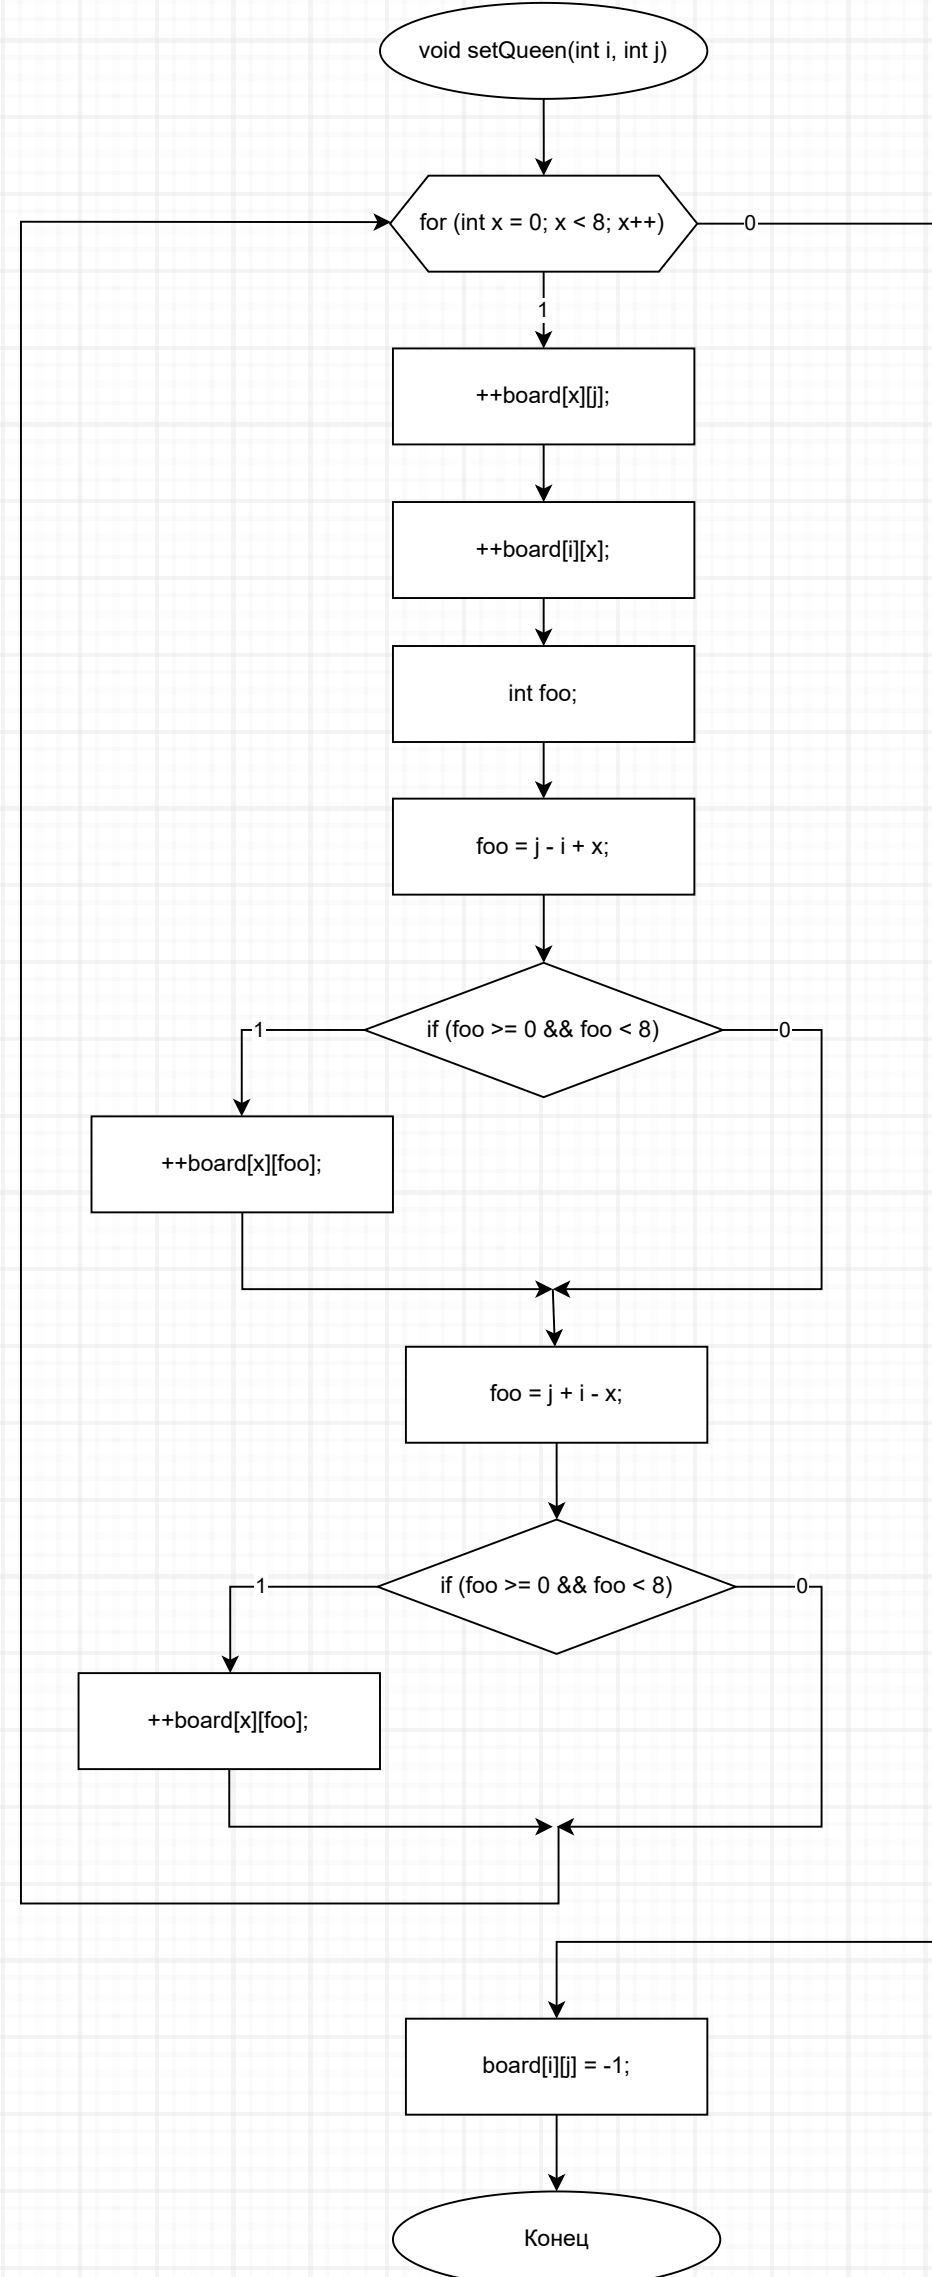 void setQueen(int i, int j)
for (int x = 0; x < 8; x++)
0
1
++board[x][j];
++board[i][x];
int foo;
foo = j - i + x;
if (foo >= 0 && foo < 8)
1
0
++board[x][foo];
foo = j + i - x;
if (foo >= 0 && foo < 8)
1
0
++board[x][foo];
board[i][j] = -1;
Конец